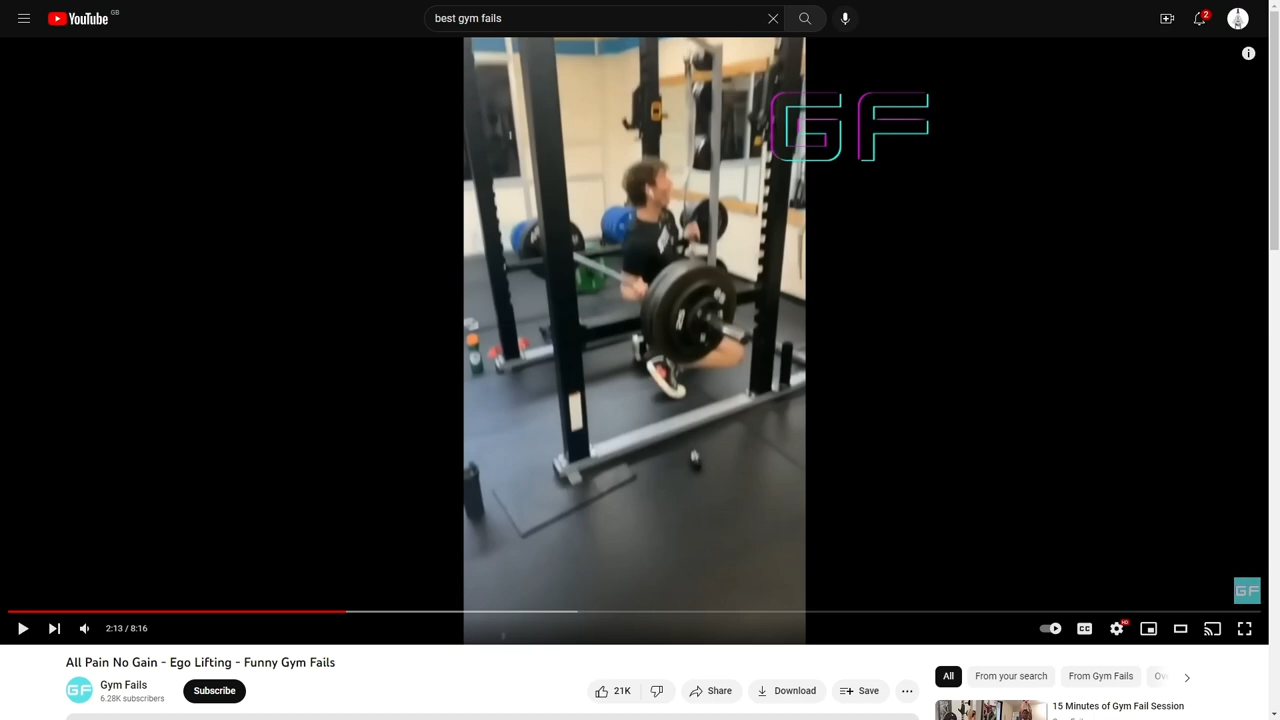 YouTube GB
best gym fails
2
GF
GF
2:13 / 8:16
CC
HD
All Pain No Gain - Ego Lifting - Funny Gym Fails
GF
Gym Fails
6.28K subscribers
Subscribe
21K
Share
Download
Save
All
From your search
From Gym Fails
15 Minutes of Gym Fail Session